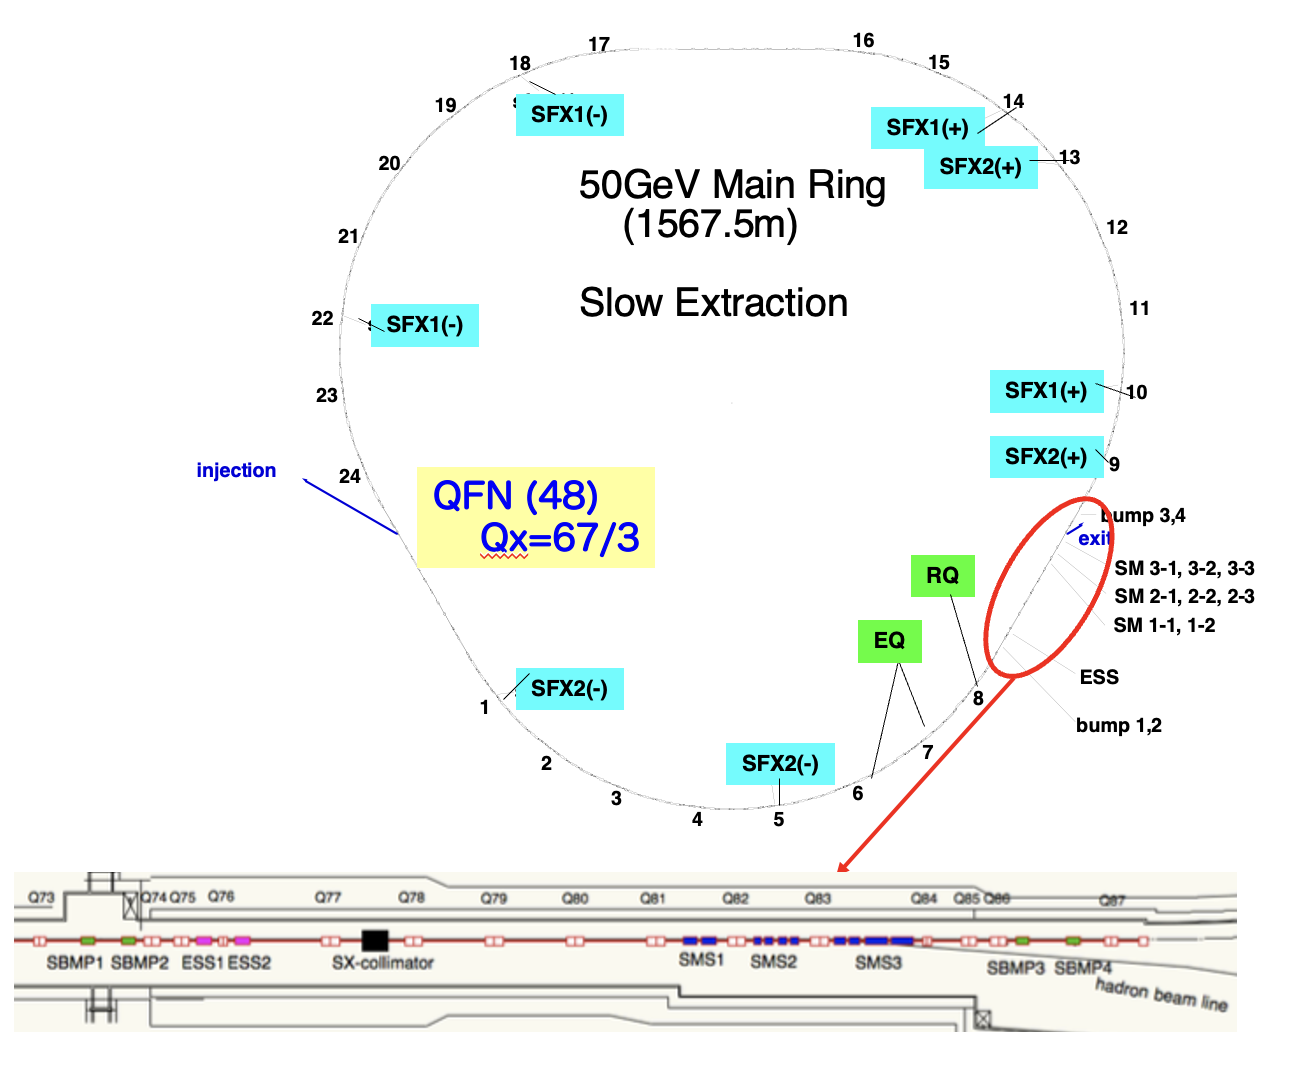 17
16
18
15
19
14
SFX1(-)
SFX1(+)
13
20
SFX2(+)
50GeV Main Ring
(1567.5m)
12
21
Slow Extraction
11
22
SFX1(-)
23
SFX1(+)
10
SFX2(+)
9
injection
24
QFN (48)
Qx=67/3
bump 3,4
exit
RQ
SM 3-1, 3-2, 3-3
SM 2-1, 2-2, 2-3
SM 1-1, 1-2
EQ
ESS
SFX2(-)
1
8
bump 1,2
7
2
SFX2(-)
6
3
4
5
Q73 Q74 Q75 Q76 Q77 Q78 Q79 Q80 Q81 Q82 Q83 Q84 Q85 Q86 Q87
SBMP1 SBMP2 ESS1 ESS2 SX-collimator SMS1 SMS2 SMS3 SBMP3 SBMP4
hadron beam line